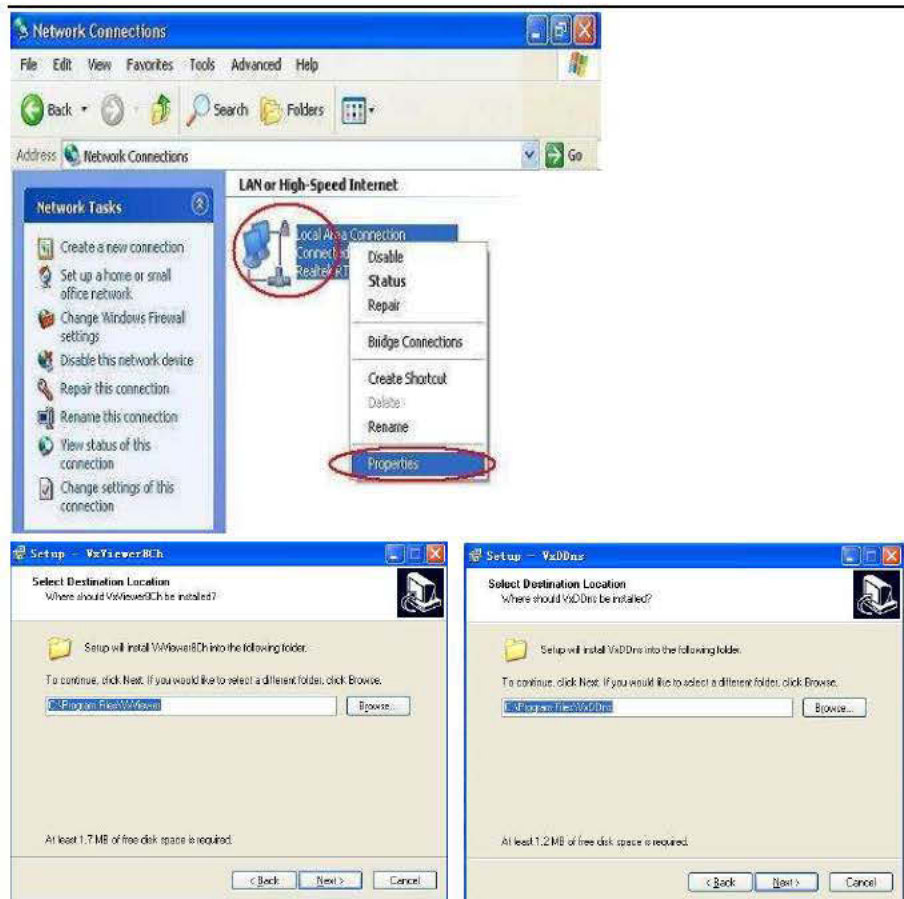 Network Connections
File Edit View Favorites Tools Advanced Help
Back Search Folders
Address Network Connections Go
LAN or High-Speed Internet
Network Tasks
Create a new connection
Set up a home or small
office network
Change Windows Firewall
settings
Disable this network device
Repair this connection
Rename this connection
View status of this
connection
Change settings of this
connection
Local Area Connection
Connected
Realtek RT
Disable
Status
Repair
Bridge Connections
Create Shortcut
Delete
Rename
Properties
Setup - VxViewer8Ch
Select Destination Location
Where should VxViewer8Ch be installed?
Setup will install VxViewer8Ch into the following folder.
To continue, click Next. If you would like to select a different folder, click Browse.
C:\Program Files\VxViewer
Browse...
At least 1.7 MB of free disk space is required.
< Back Next > Cancel
Setup - VxDDns
Select Destination Location
Where should VxDDns be installed?
Setup will install VxDDns into the following folder.
To continue, click Next. If you would like to select a different folder, click Browse.
C:\Program Files\VxDDns
Browse...
At least 1.2 MB of free disk space is required.
< Back Next > Cancel